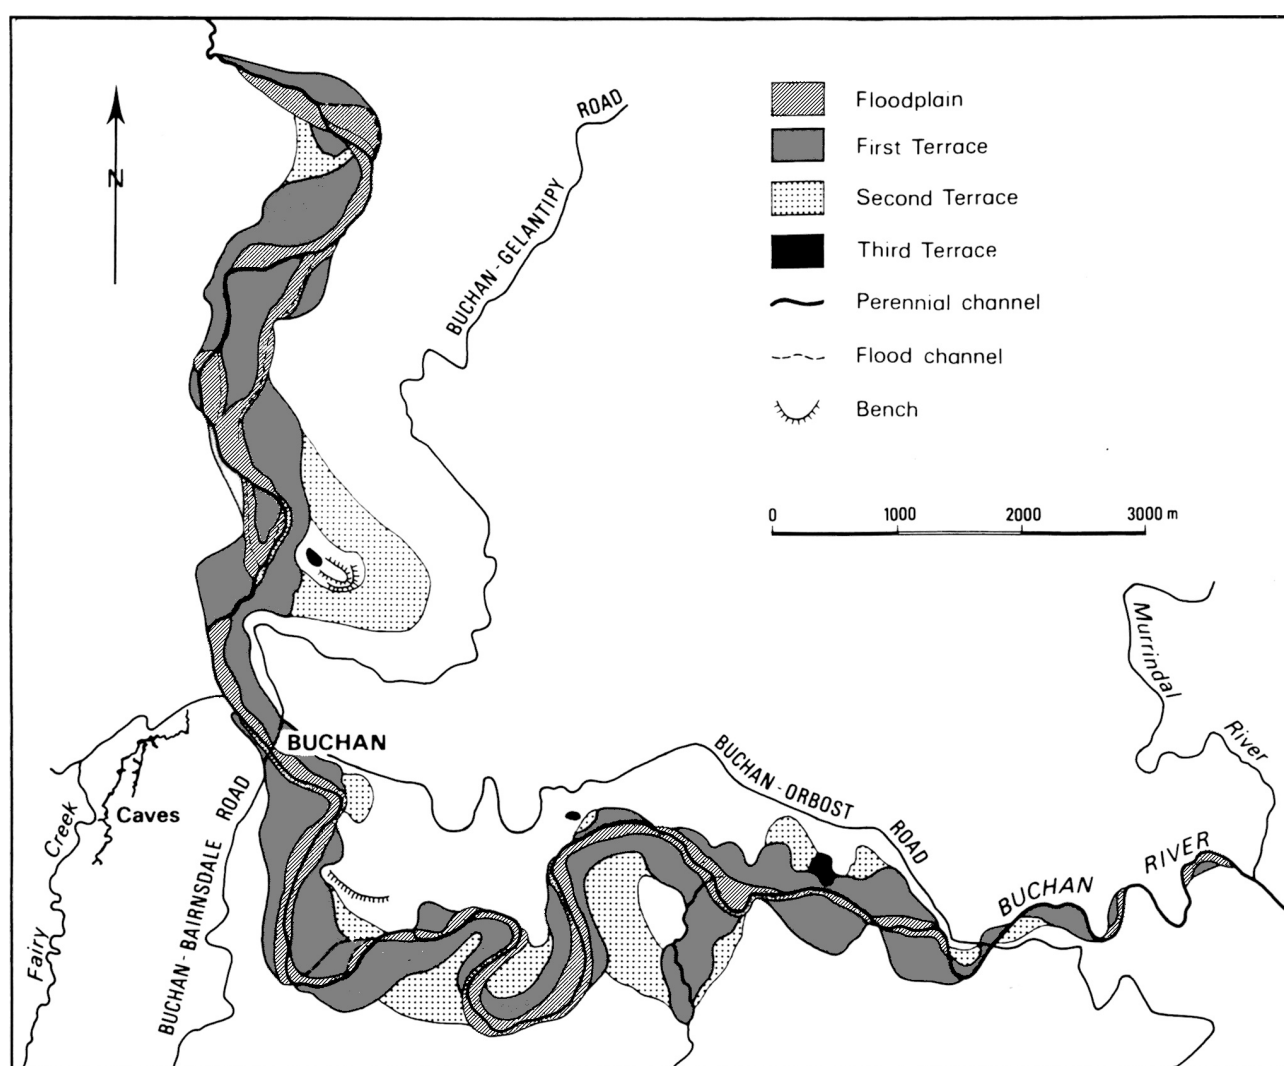 N
ROAD
BUCHAN-GELANTIPY
Floodplain
First Terrace
Second Terrace
Third Terrace
Perennial channel
Flood channel
Bench
0 1000 2000 3000 m
Murrindal
River
BUCHAN
BUCHAN-ORBOST
ROAD
BUCHAN
RIVER
Caves
Creek
Fairy
BUCHAN-BAIRNSDALE ROAD